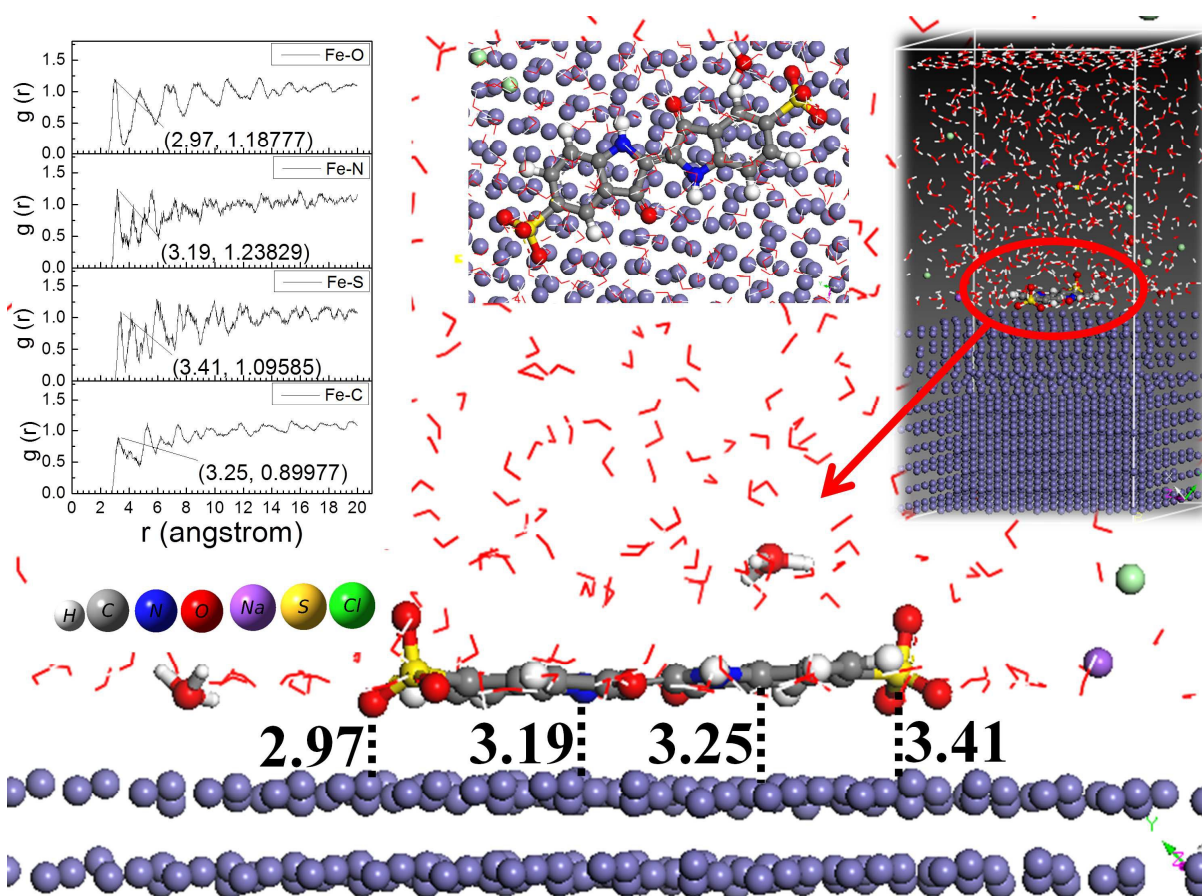 Fe-O
g (r)
1.5
1.0
0.5
0.0
(2.97, 1.18777)
Fe-N
g (r)
1.5
1.0
0.5
0.0
(3.19, 1.23829)
Fe-S
g (r)
1.5
1.0
0.5
0.0
(3.41, 1.09585)
Fe-C
g (r)
1.5
1.0
0.5
0.0
(3.25, 0.89977)
0 2 4 6 8 10 12 14 16 18 20
r (angstrom)
H C N O Na S Cl
2.97 3.19 3.25 3.41
Y